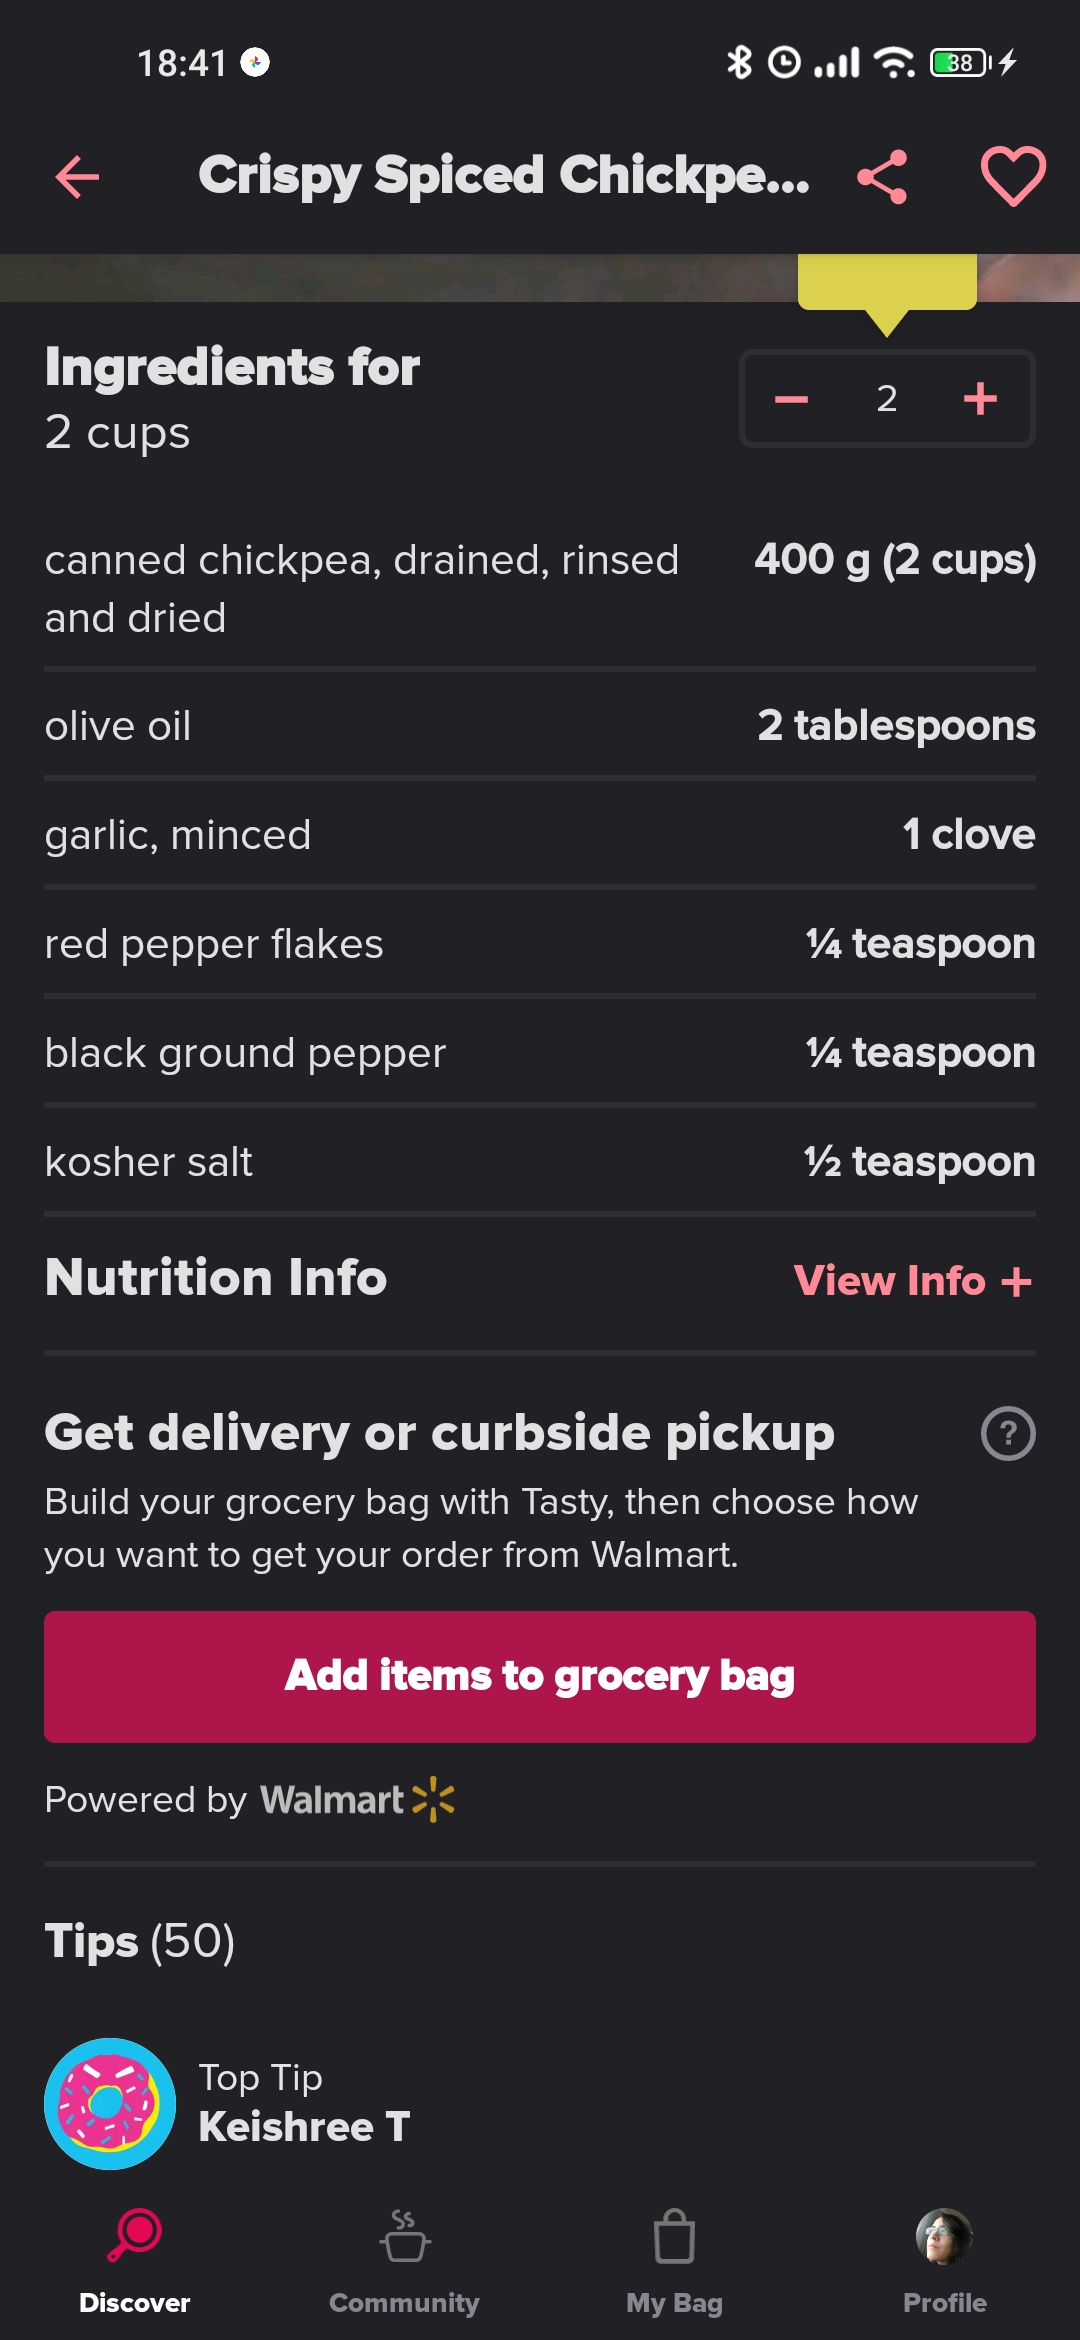 18:41
38
Crispy Spiced Chickpe...
Ingredients for
2 cups
2
canned chickpea, drained, rinsed and dried
400 g (2 cups)
olive oil
2 tablespoons
garlic, minced
1 clove
red pepper flakes
¼ teaspoon
black ground pepper
¼ teaspoon
kosher salt
½ teaspoon
Nutrition Info
View Info +
Get delivery or curbside pickup
?
Build your grocery bag with Tasty, then choose how
you want to get your order from Walmart.
Add items to grocery bag
Powered by Walmart
Tips (50)
Top Tip
Keishree T
Discover
Community
My Bag
Profile